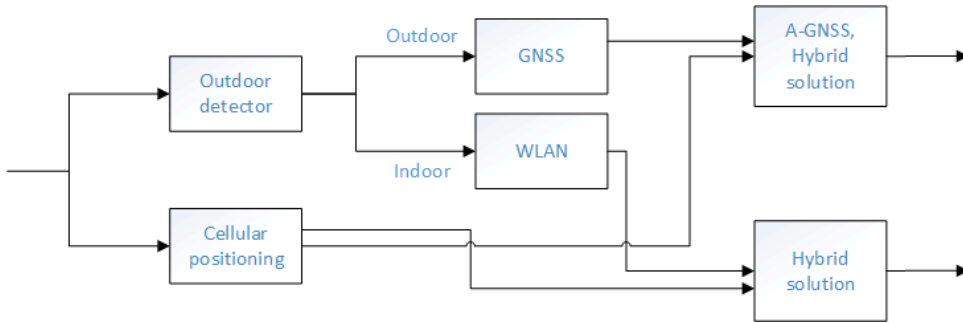 Outdoor
GNSS
A-GNSS,
Hybrid
solution
Outdoor
detector
WLAN
Indoor
Cellular
positioning
Hybrid
solution